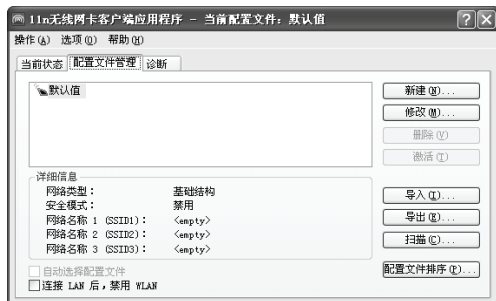 11n无线网卡客户端应用程序 - 当前配置文件: 默认值
操作(A) 选项(O) 帮助(H)
当前状态 配置文件管理 诊断
默认值
新建(N)...
修改(M)...
删除(V)
激活(T)
详细信息
网络类型: 基础结构
安全模式: 禁用
网络名称 1 (SSID1): <empty>
网络名称 2 (SSID2): <empty>
网络名称 3 (SSID3): <empty>
导入(I)...
导出(E)...
扫描(C)...
自动选择配置文件
连接 LAN 后,禁用 WLAN
配置文件排序(P)...